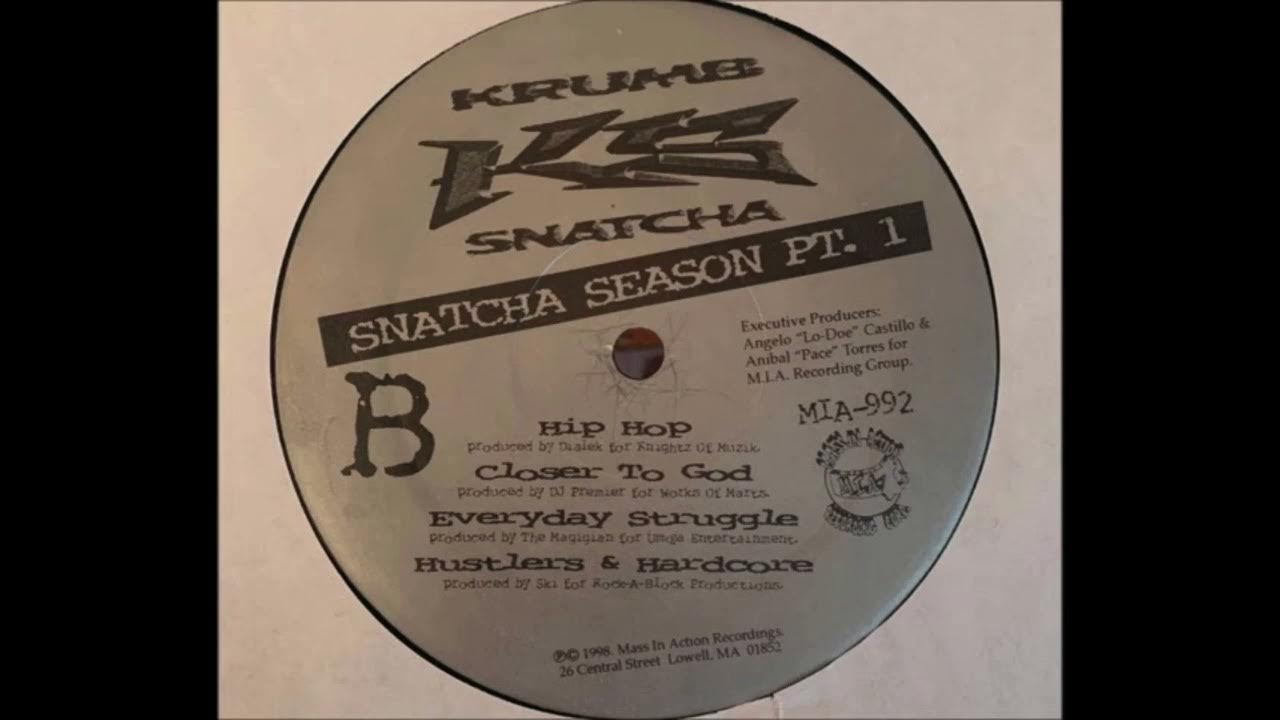 KRUMB
KS
SNATCHA
SNATCHA SEASON PT. 1
Executive Producers:
Angelo "Lo-Doe" Castillo &
Anibal "Pace" Torres for
M.I.A. Recording Group.
MIA-992
B
Hip Hop
produced by Dialek for Knightz Of Muzik.
Closer To God
produced by DJ Premier for Works Of Marts.
Everyday Struggle
produced by The Magigian for Umga Entertainment.
Hustlers & Hardcore
produced by Ski for Rock-A-Block Productions.
M.I.A.
℗© 1998. Mass In Action Recordings.
26 Central Street Lowell, MA 01852